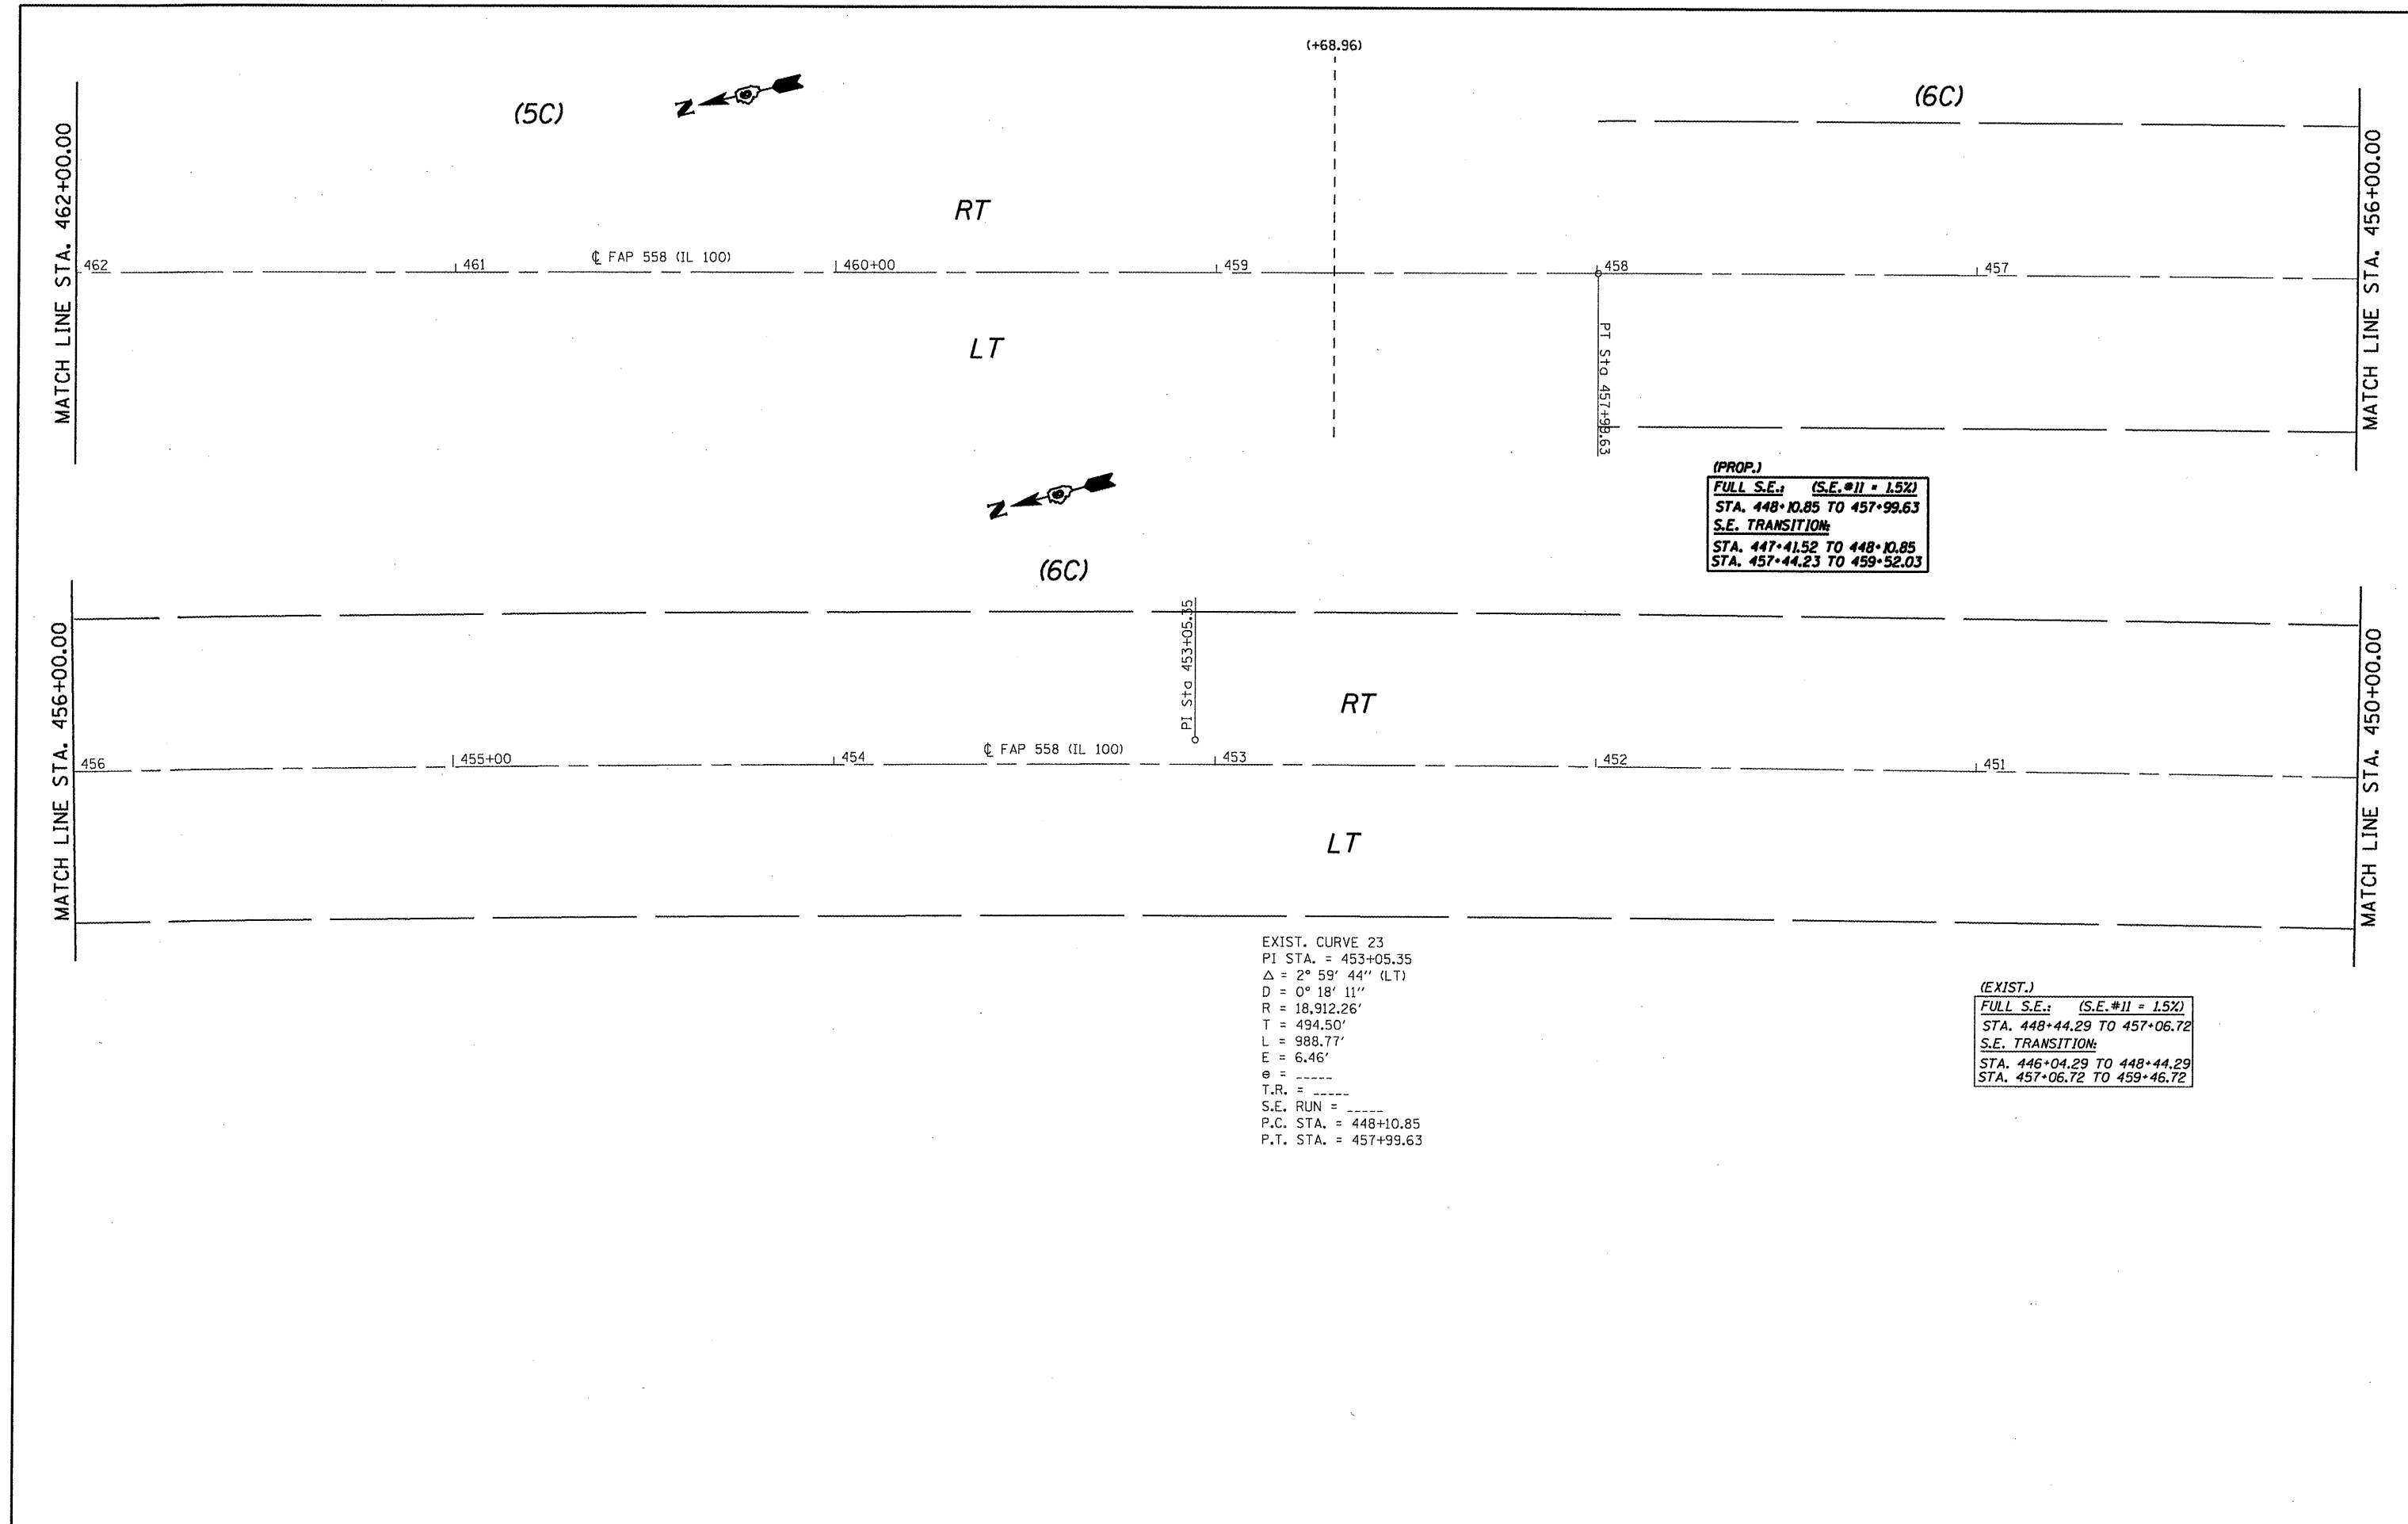 (+68.96)
(5C)
N
(6C)
MATCH LINE STA. 462+00.00
RT
462
461
℄ FAP 558 (IL 100)
460+00
459
458
457
MATCH LINE STA. 456+00.00
LT
PT Sta 457+99.63
(PROP.)
FULL S.E.: (S.E.#11 = 1.5%)
STA. 448+10.85 TO 457+99.63
S.E. TRANSITION:
STA. 447+41.52 TO 448+10.85
STA. 457+44.23 TO 459+52.03
N
(6C)
MATCH LINE STA. 456+00.00
PI Sta 453+05.35
RT
456
455+00
454
℄ FAP 558 (IL 100)
453
452
451
MATCH LINE STA. 450+00.00
LT
EXIST. CURVE 23
PI STA. = 453+05.35
Δ = 2° 59' 44'' (LT)
D = 0° 18' 11''
R = 18,912.26'
T = 494.50'
L = 988.77'
E = 6.46'
e = _____
T.R. = _____
S.E. RUN = _____
P.C. STA. = 448+10.85
P.T. STA. = 457+99.63
(EXIST.)
FULL S.E.: (S.E.#11 = 1.5%)
STA. 448+44.29 TO 457+06.72
S.E. TRANSITION:
STA. 446+04.29 TO 448+44.29
STA. 457+06.72 TO 459+46.72